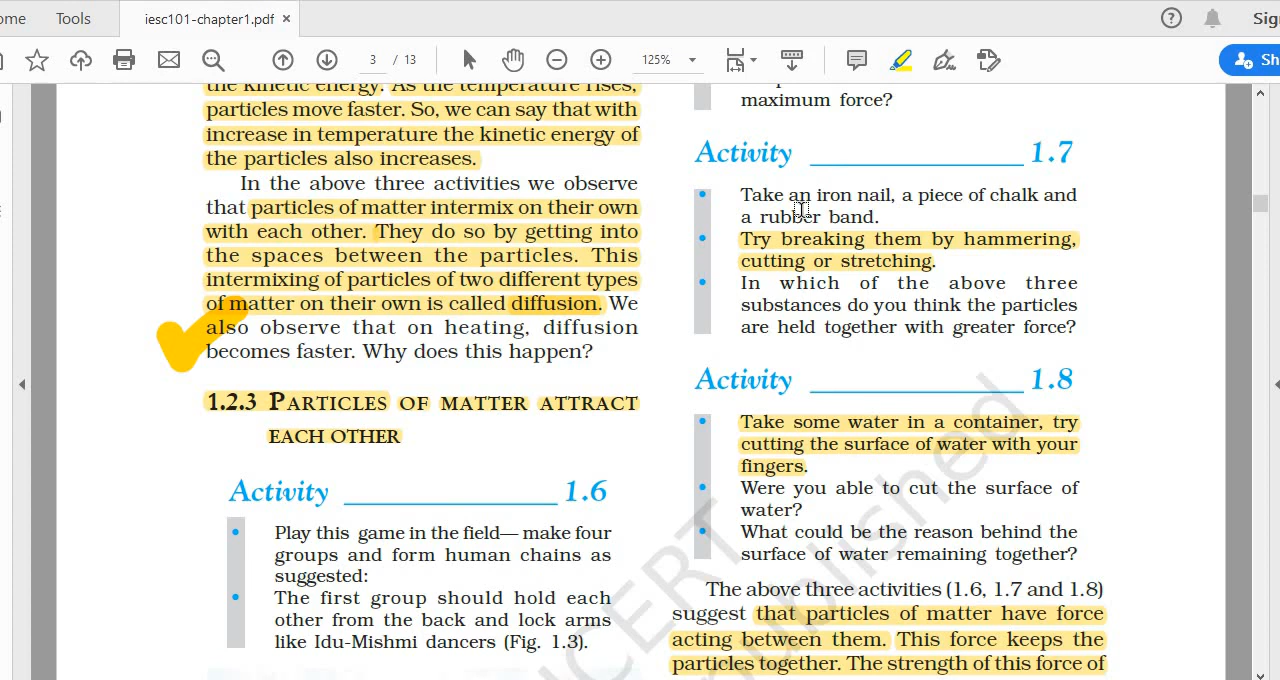 ome
Tools
iesc101-chapter1.pdf ×
Sig
3 / 13
125%
Sh
the kinetic energy. As the temperature rises,
particles move faster. So, we can say that with
increase in temperature the kinetic energy of
the particles also increases.
In the above three activities we observe
that particles of matter intermix on their own
with each other. They do so by getting into
the spaces between the particles. This
intermixing of particles of two different types
of matter on their own is called diffusion. We
also observe that on heating, diffusion
becomes faster. Why does this happen?
1.2.3 PARTICLES OF MATTER ATTRACT
EACH OTHER
Activity ______________ 1.6
• Play this game in the field— make four
groups and form human chains as
suggested:
• The first group should hold each
other from the back and lock arms
like Idu-Mishmi dancers (Fig. 1.3).
maximum force?
Activity ______________ 1.7
• Take an iron nail, a piece of chalk and
a rubber band.
• Try breaking them by hammering,
cutting or stretching.
• In which of the above three
substances do you think the particles
are held together with greater force?
Activity ______________ 1.8
• Take some water in a container, try
cutting the surface of water with your
fingers.
• Were you able to cut the surface of
water?
• What could be the reason behind the
surface of water remaining together?
The above three activities (1.6, 1.7 and 1.8)
suggest that particles of matter have force
acting between them. This force keeps the
particles together. The strength of this force of
NCERT
published